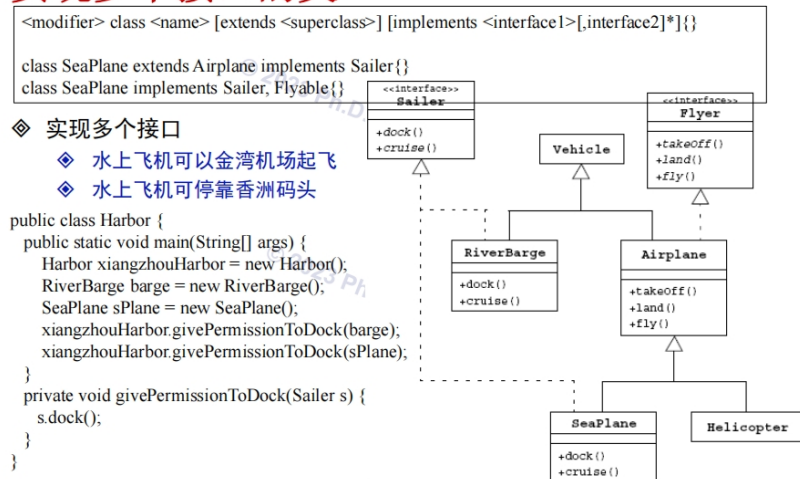 <modifier> class <name> [extends <superclass>] [implements <interface1>[,interface2]*]{}
class SeaPlane extends Airplane implements Sailer{}
class SeaPlane implements Sailer, Flyable{}
实现多个接口
水上飞机可以金湾机场起飞
水上飞机可停靠香洲码头
public class Harbor {
public static void main(String[] args) {
Harbor xiangzhouHarbor = new Harbor();
RiverBarge barge = new RiverBarge();
SeaPlane sPlane = new SeaPlane();
xiangzhouHarbor.givePermissionToDock(barge);
xiangzhouHarbor.givePermissionToDock(sPlane);
}
private void givePermissionToDock(Sailer s) {
s.dock();
}
}
<<interface>>
Sailer
+dock()
+cruise()
Vehicle
<<interface>>
Flyer
+takeOff()
+land()
+fly()
RiverBarge
+dock()
+cruise()
Airplane
+takeOff()
+land()
+fly()
SeaPlane
+dock()
+cruise()
Helicopter
© 2023 Ph.D.
© 2023 Ph